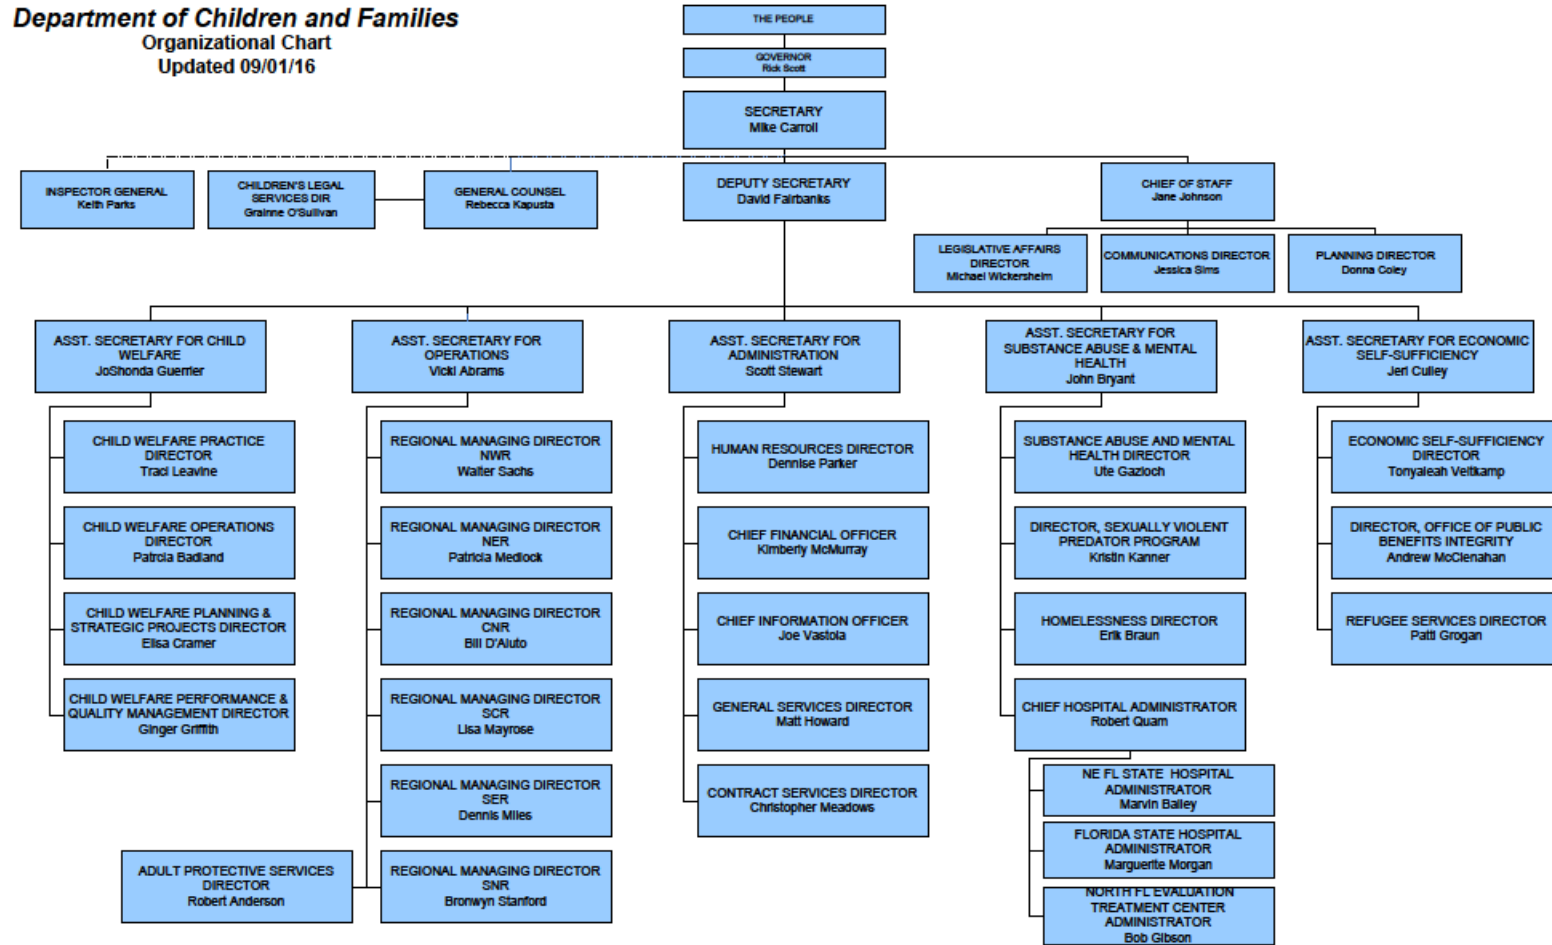 Department of Children and Families
Organizational Chart
Updated 09/01/16
THE PEOPLE
GOVERNOR
Rick Scott
SECRETARY
Mike Carroll
INSPECTOR GENERAL
Keith Parks
CHILDREN'S LEGAL
SERVICES DIR
Grainne O'Sullivan
GENERAL COUNSEL
Rebecca Kapusta
DEPUTY SECRETARY
David Fairbanks
CHIEF OF STAFF
Jane Johnson
LEGISLATIVE AFFAIRS
DIRECTOR
Michael Wickersheim
COMMUNICATIONS DIRECTOR
Jessica Sims
PLANNING DIRECTOR
Donna Coley
ASST. SECRETARY FOR CHILD
WELFARE
JoShonda Guerrier
ASST. SECRETARY FOR
OPERATIONS
Vicki Abrams
ASST. SECRETARY FOR
ADMINISTRATION
Scott Stewart
ASST. SECRETARY FOR
SUBSTANCE ABUSE & MENTAL
HEALTH
John Bryant
ASST. SECRETARY FOR ECONOMIC
SELF-SUFFICIENCY
Jeri Culley
CHILD WELFARE PRACTICE
DIRECTOR
Traci Leavine
CHILD WELFARE OPERATIONS
DIRECTOR
Patrcia Badland
CHILD WELFARE PLANNING &
STRATEGIC PROJECTS DIRECTOR
Elisa Cramer
CHILD WELFARE PERFORMANCE &
QUALITY MANAGEMENT DIRECTOR
Ginger Griffith
REGIONAL MANAGING DIRECTOR
NWR
Walter Sachs
REGIONAL MANAGING DIRECTOR
NER
Patricia Medlock
REGIONAL MANAGING DIRECTOR
CNR
Bill D'Aiuto
REGIONAL MANAGING DIRECTOR
SCR
Lisa Mayrose
REGIONAL MANAGING DIRECTOR
SER
Dennis Miles
ADULT PROTECTIVE SERVICES
DIRECTOR
Robert Anderson
REGIONAL MANAGING DIRECTOR
SNR
Bronwyn Stanford
HUMAN RESOURCES DIRECTOR
Dennise Parker
CHIEF FINANCIAL OFFICER
Kimberly McMurray
CHIEF INFORMATION OFFICER
Joe Vastola
GENERAL SERVICES DIRECTOR
Matt Howard
CONTRACT SERVICES DIRECTOR
Christopher Meadows
SUBSTANCE ABUSE AND MENTAL
HEALTH DIRECTOR
Ute Gazioch
DIRECTOR, SEXUALLY VIOLENT
PREDATOR PROGRAM
Kristin Kanner
HOMELESSNESS DIRECTOR
Erik Braun
CHIEF HOSPITAL ADMINISTRATOR
Robert Quam
NE FL STATE HOSPITAL
ADMINISTRATOR
Marvin Bailey
FLORIDA STATE HOSPITAL
ADMINISTRATOR
Marguerite Morgan
NORTH FL EVALUATION
TREATMENT CENTER
ADMINISTRATOR
Bob Gibson
ECONOMIC SELF-SUFFICIENCY
DIRECTOR
Tonyaleah Veltkamp
DIRECTOR, OFFICE OF PUBLIC
BENEFITS INTEGRITY
Andrew McClenahan
REFUGEE SERVICES DIRECTOR
Patti Grogan